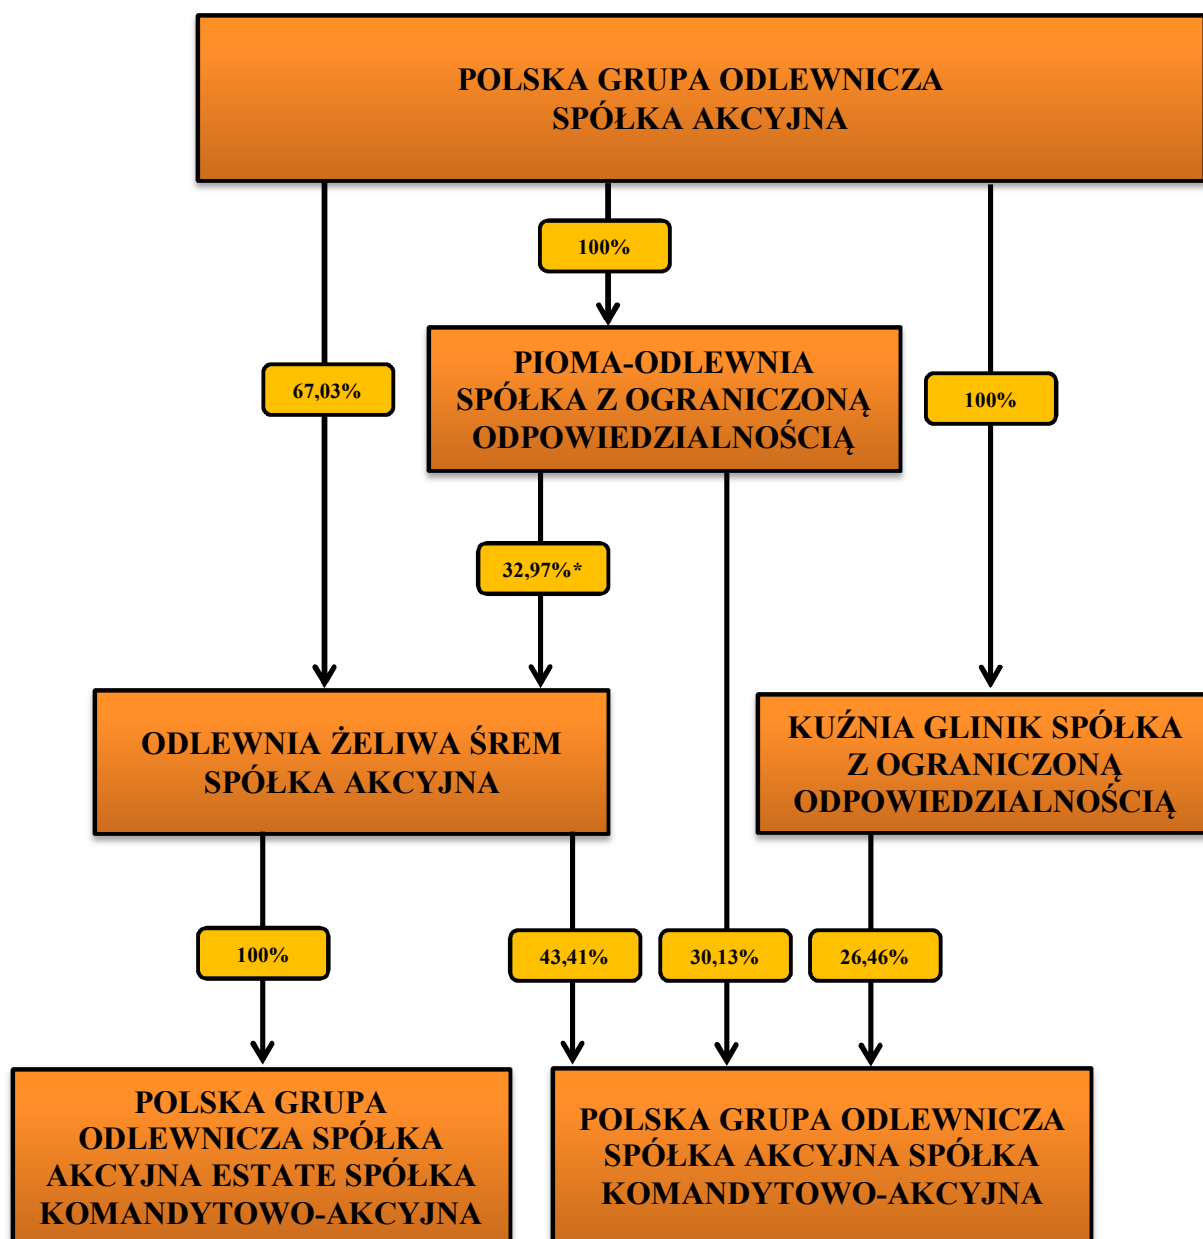 POLSKA GRUPA ODLEWNICZA
SPÓŁKA AKCYJNA
100%
PIOMA-ODLEWNIA
SPÓŁKA Z OGRANICZONĄ
ODPOWIEDZIALNOŚCIĄ
67,03%
100%
32,97%*
ODLEWNIA ŻELIWA ŚREM
SPÓŁKA AKCYJNA
KUŹNIA GLINIK SPÓŁKA
Z OGRANICZONĄ
ODPOWIEDZIALNOŚCIĄ
100%
43,41%
30,13%
26,46%
POLSKA GRUPA
ODLEWNICZA SPÓŁKA
AKCYJNA ESTATE SPÓŁKA
KOMANDYTOWO-AKCYJNA
POLSKA GRUPA ODLEWNICZA
SPÓŁKA AKCYJNA SPÓŁKA
KOMANDYTOWO-AKCYJNA